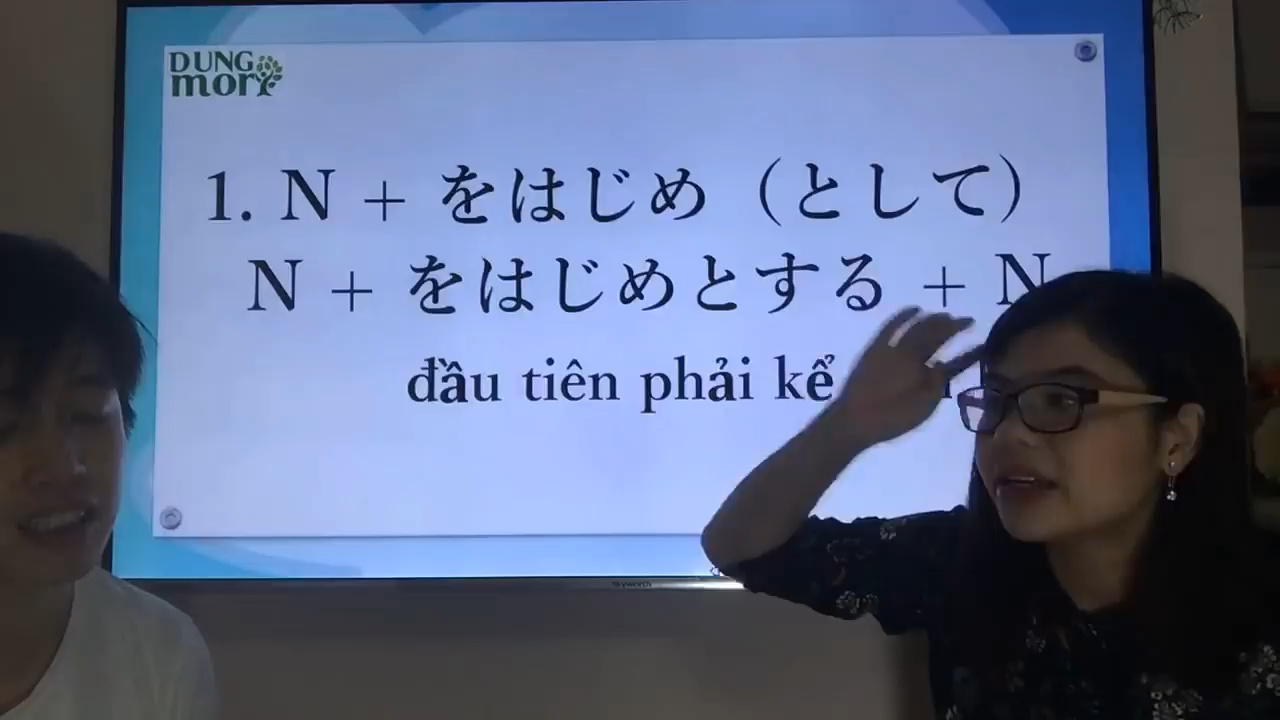 DUNG
mori
1. N + をはじめ（として）
N + をはじめとする + N
đầu tiên phải kể
skyworth